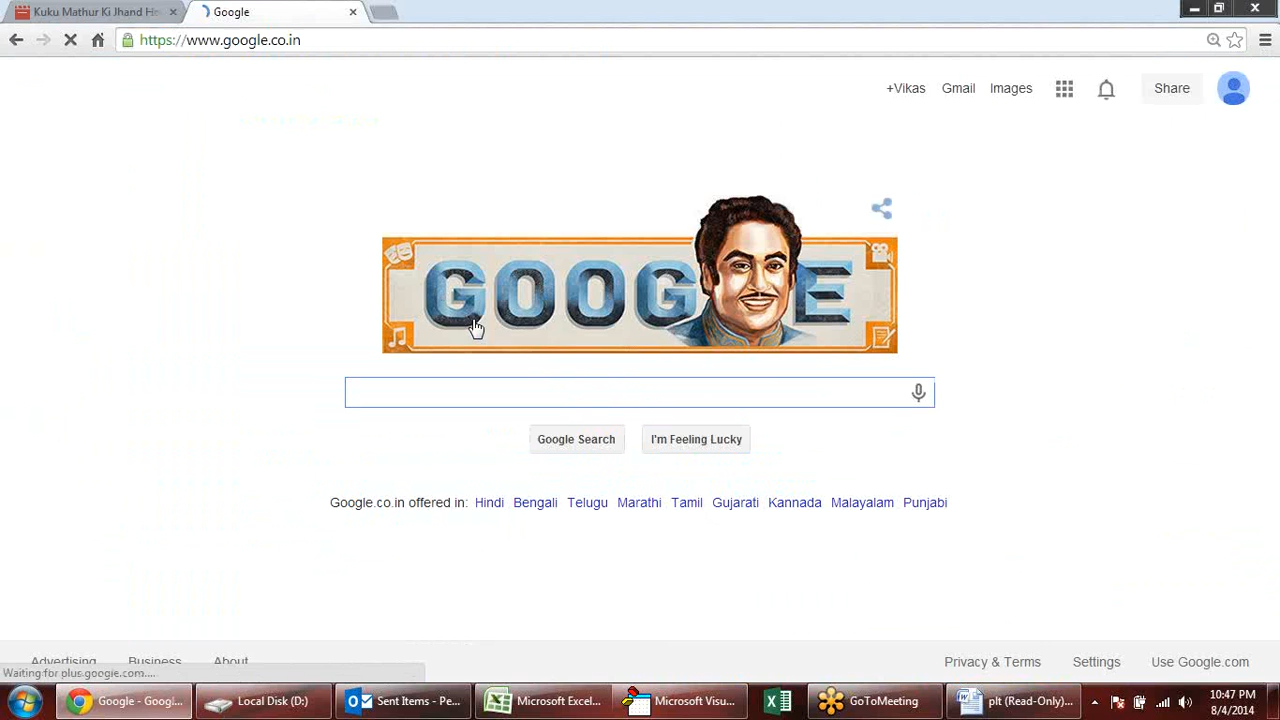 Kuku Mathur Ki Jhand H
Google
https://www.google.co.in
+Vikas Gmail Images Share
GOOG E
Google Search I'm Feeling Lucky
Google.co.in offered in: Hindi Bengali Telugu Marathi Tamil Gujarati Kannada Malayalam Punjabi
Advertising Business About Privacy & Terms Settings Use Google.com
Waiting for plus.google.com....
Google - Googl... Local Disk (D:) Sent Items - Pe... Microsoft Excel... Microsoft Visu... GoToMeeting plt (Read-Only)...
10:47 PM
8/4/2014